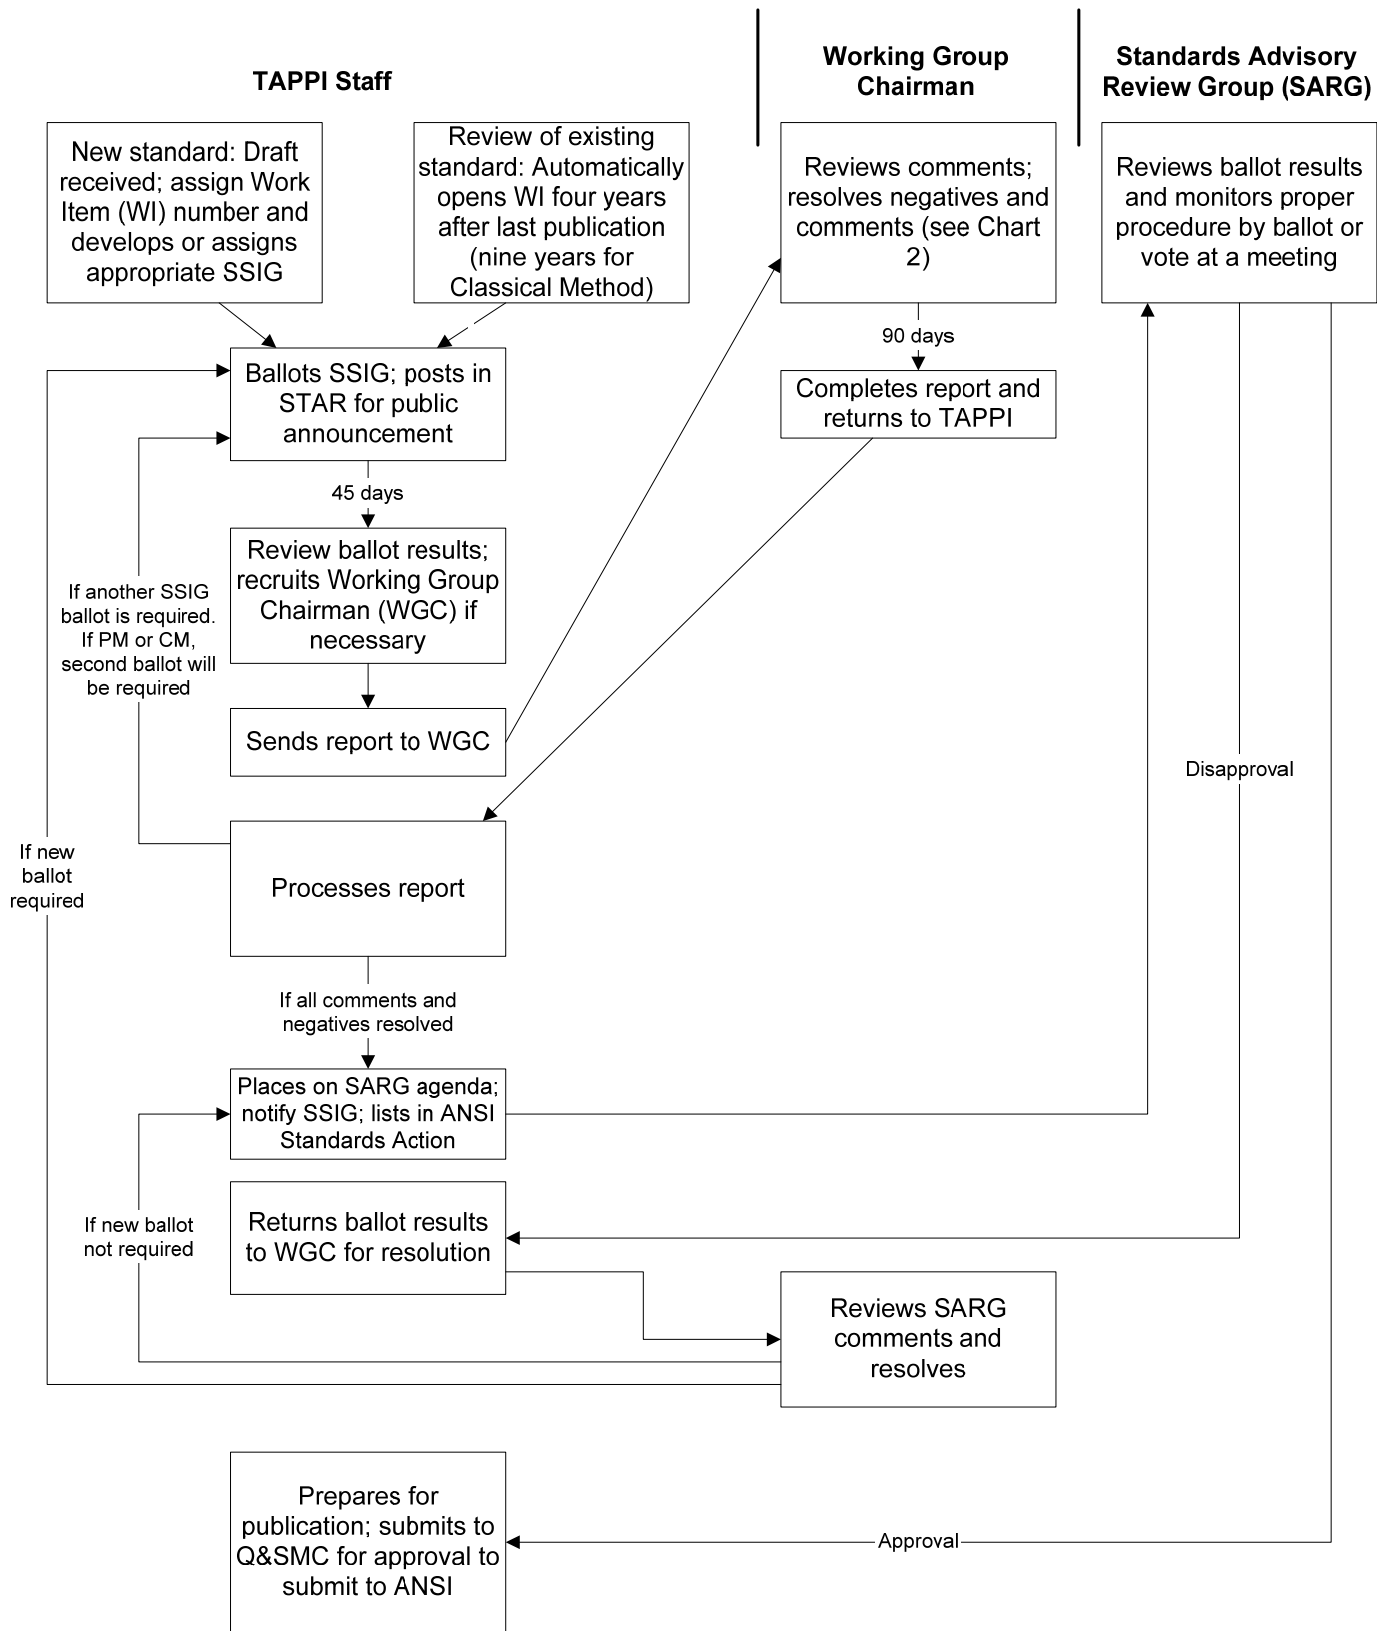 TAPPI Staff
Working Group
Chairman
Standards Advisory
Review Group (SARG)
New standard: Draft
received; assign Work
Item (WI) number and
develops or assigns
appropriate SSIG
Review of existing
standard: Automatically
opens WI four years
after last publication
(nine years for
Classical Method)
Reviews comments;
resolves negatives and
comments (see Chart
2)
Reviews ballot results
and monitors proper
procedure by ballot or
vote at a meeting
90 days
Ballots SSIG; posts in
STAR for public
announcement
Completes report and
returns to TAPPI
45 days
Review ballot results;
recruits Working Group
Chairman (WGC) if
necessary
If another SSIG
ballot is required.
If PM or CM,
second ballot will
be required
Sends report to WGC
Disapproval
If new
ballot
required
Processes report
If all comments and
negatives resolved
Places on SARG agenda;
notify SSIG; lists in ANSI
Standards Action
If new ballot
not required
Returns ballot results
to WGC for resolution
Reviews SARG
comments and
resolves
Prepares for
publication; submits to
Q&SMC for approval to
submit to ANSI
Approval